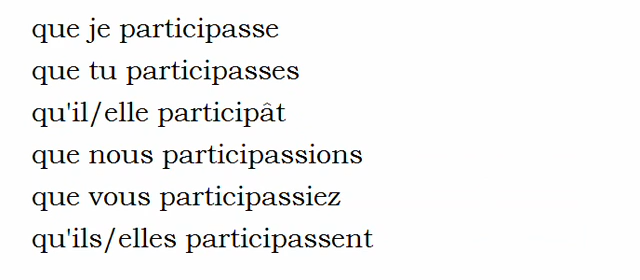 que je participasse
que tu participasses
qu'il/elle participât
que nous participassions
que vous participassiez
qu'ils/elles participassent